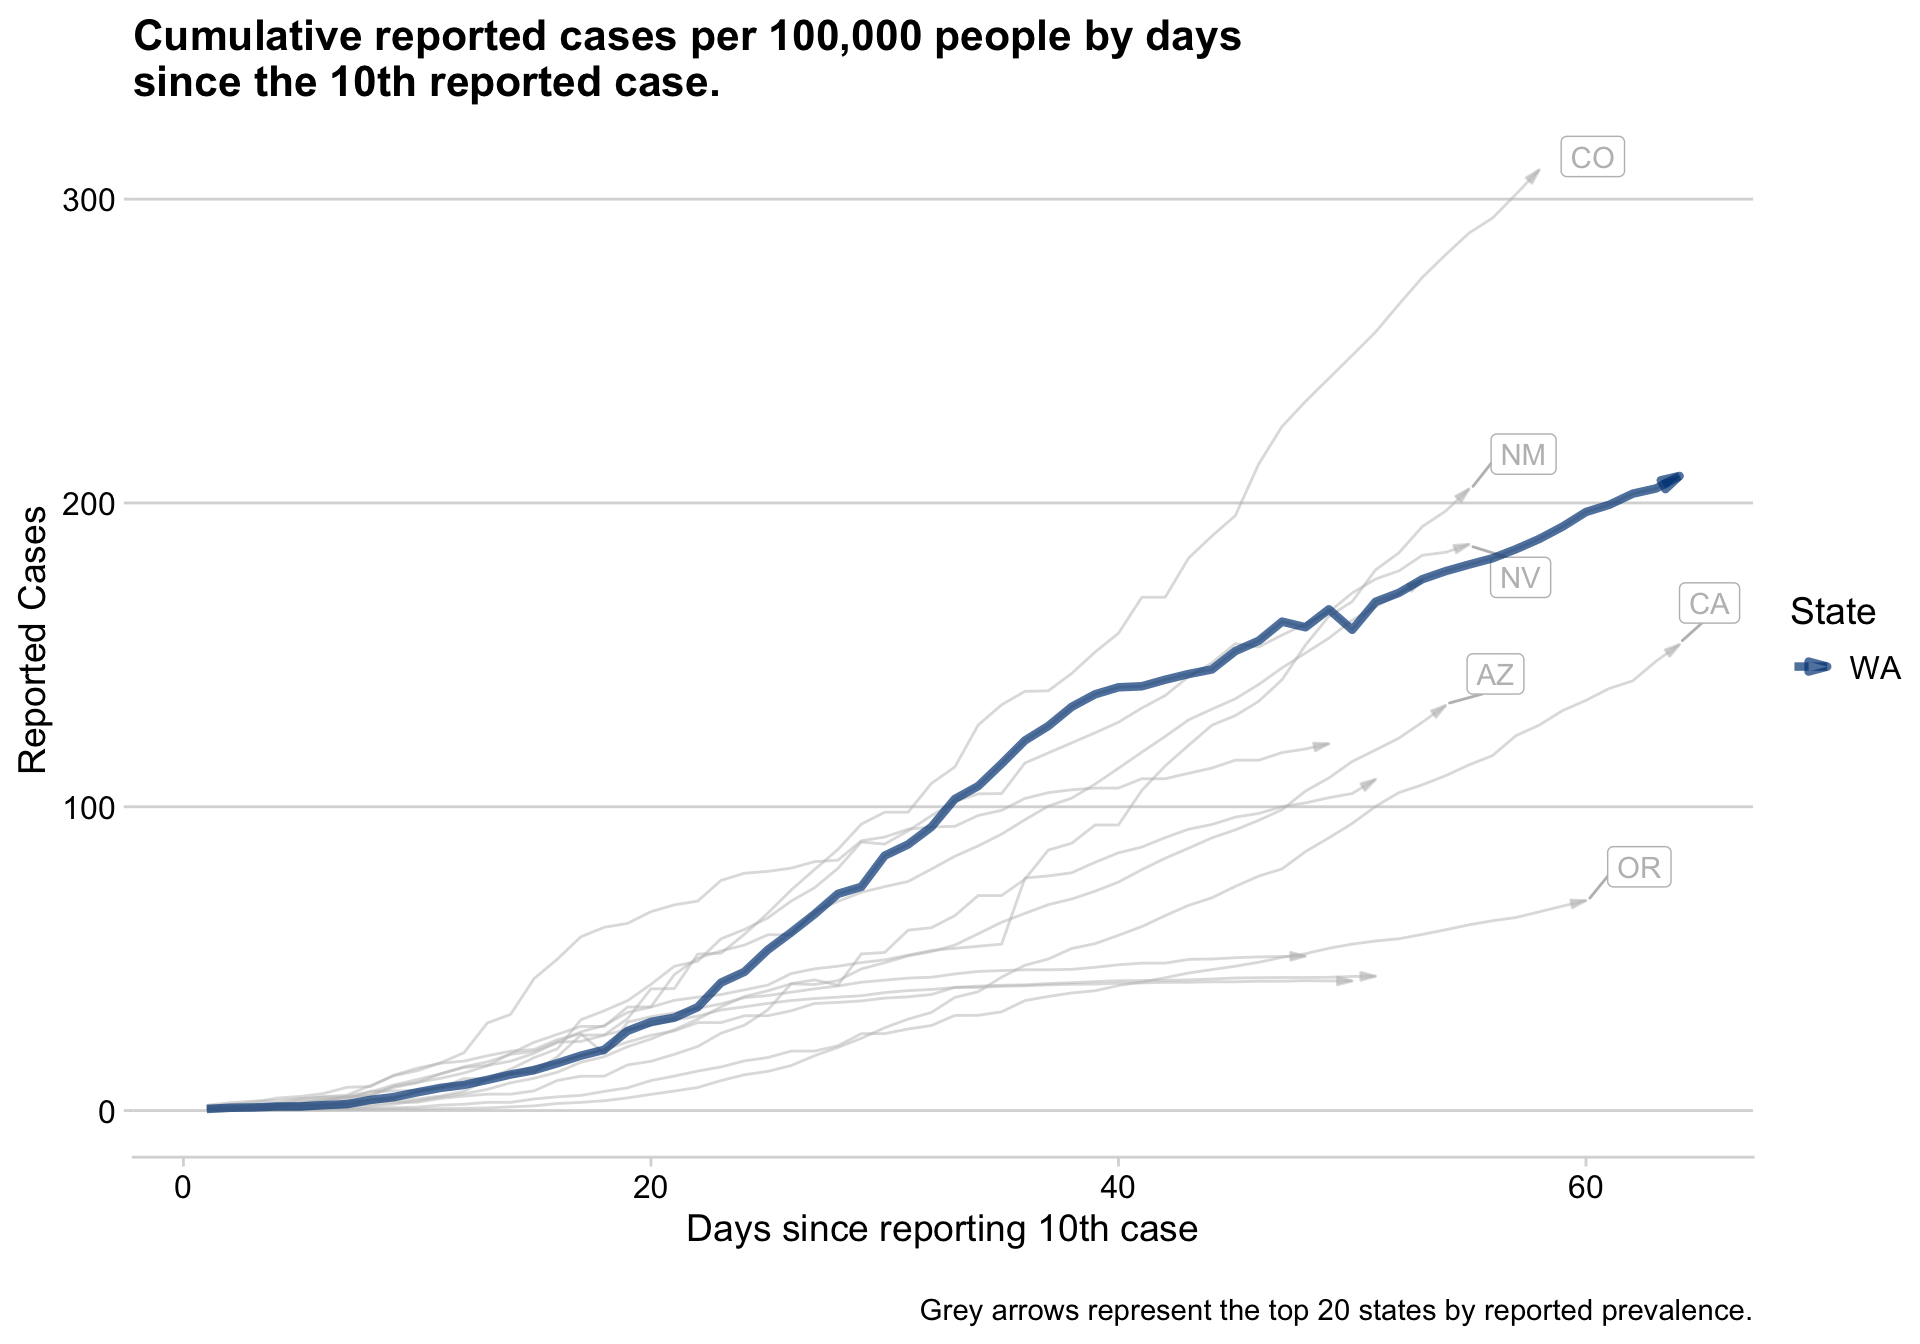 Cumulative reported cases per 100,000 people by days
since the 10th reported case.
CO
300
NM
200
NV
CA
State
WA
AZ
Reported Cases
100
OR
0
0 20 40 60
Days since reporting 10th case
Grey arrows represent the top 20 states by reported prevalence.